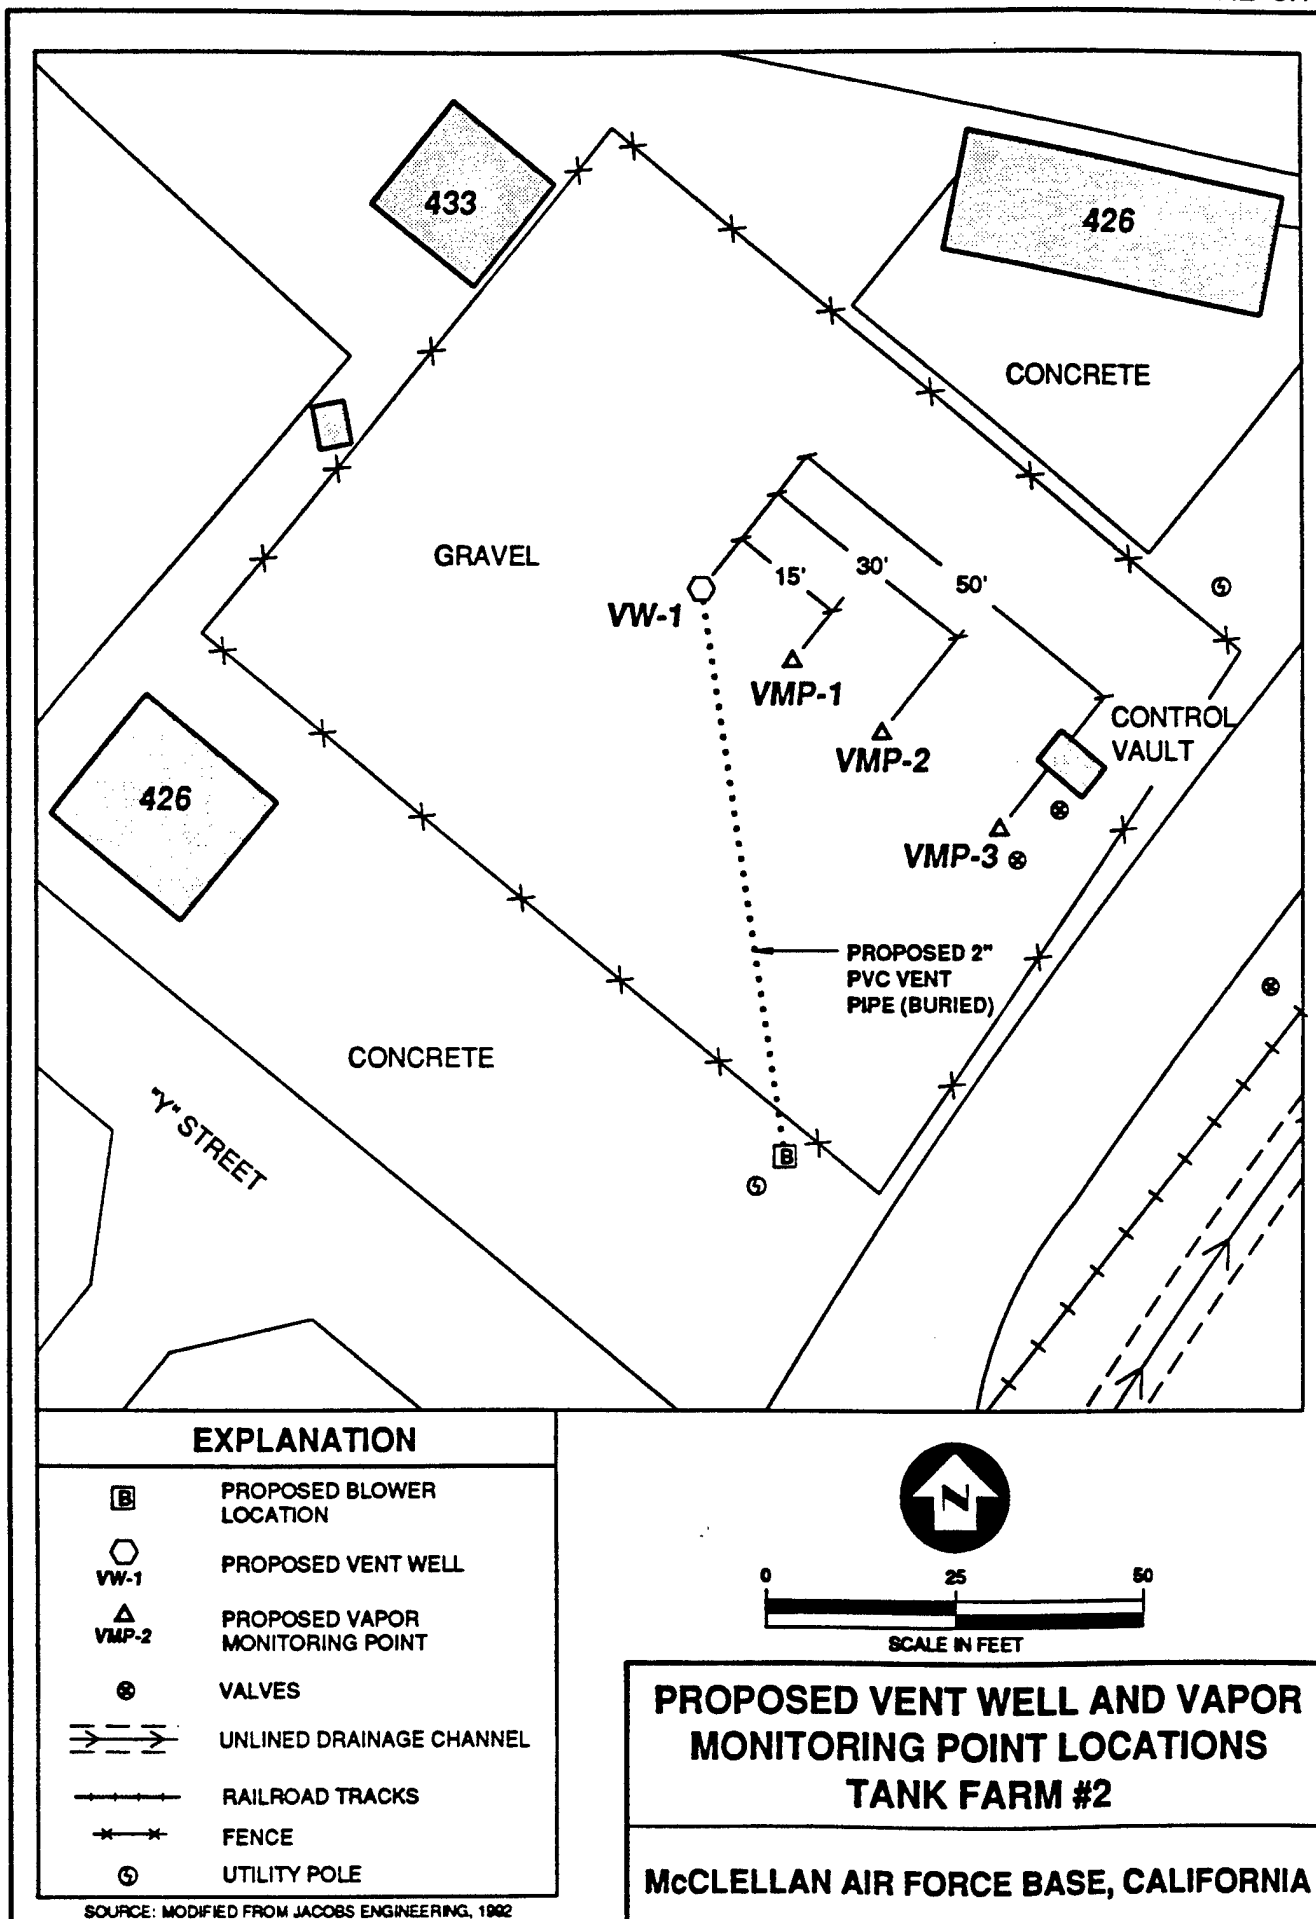 433
426
CONCRETE
GRAVEL
15'
30'
50'
VW-1
VMP-1
VMP-2
CONTROL
VAULT
426
VMP-3
PROPOSED 2"
PVC VENT
PIPE (BURIED)
CONCRETE
"Y" STREET
B
EXPLANATION
B
PROPOSED BLOWER
LOCATION
VW-1
PROPOSED VENT WELL
VMP-2
PROPOSED VAPOR
MONITORING POINT
VALVES
UNLINED DRAINAGE CHANNEL
RAILROAD TRACKS
FENCE
UTILITY POLE
SOURCE: MODIFIED FROM JACOBS ENGINEERING, 1992
N
0 25 50
SCALE IN FEET
PROPOSED VENT WELL AND VAPOR
MONITORING POINT LOCATIONS
TANK FARM #2
McCLELLAN AIR FORCE BASE, CALIFORNIA